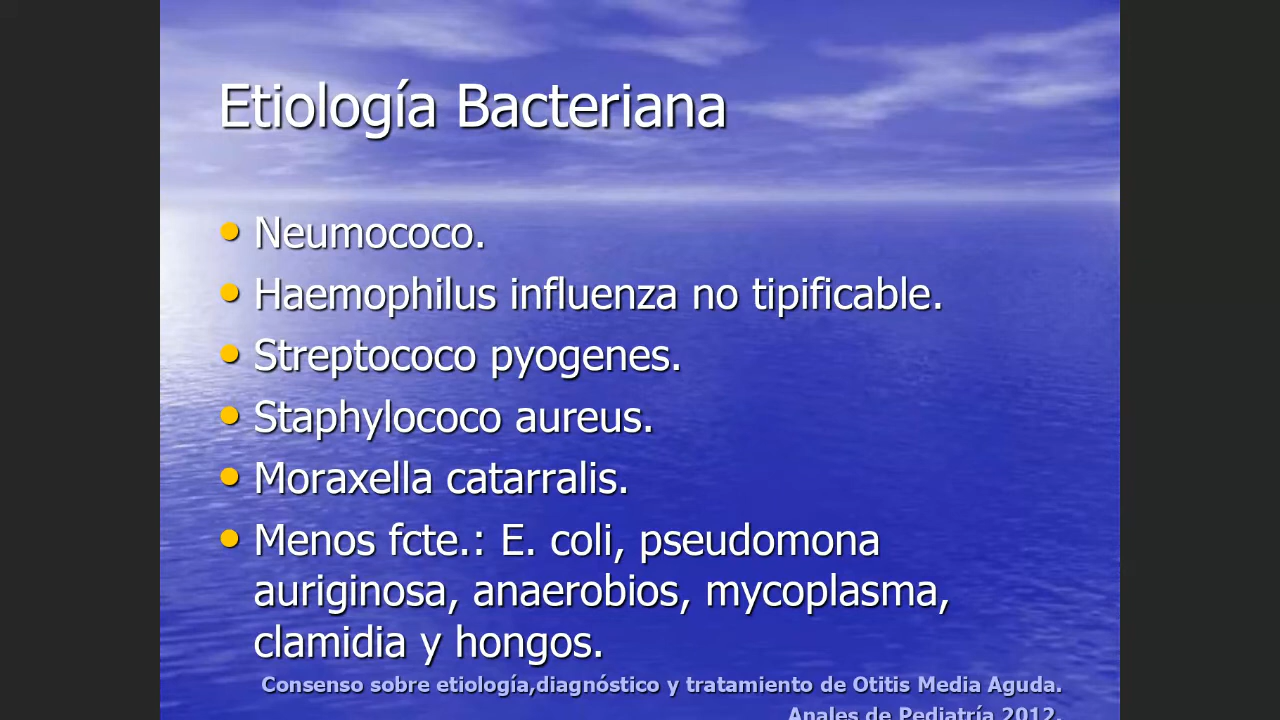 Etiología Bacteriana
• Neumococo.
• Haemophilus influenza no tipificable.
• Streptococo pyogenes.
• Staphylococo aureus.
• Moraxella catarralis.
• Menos fcte.: E. coli, pseudomona
auriginosa, anaerobios, mycoplasma,
clamidia y hongos.
Consenso sobre etiología,diagnóstico y tratamiento de Otitis Media Aguda.
Anales de Pediatría 2012.